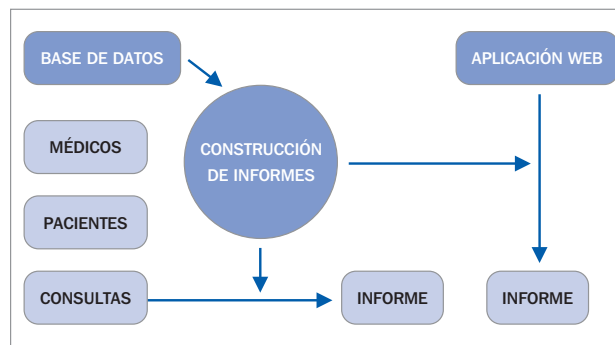 BASE DE DATOS
APLICACIÓN WEB
MÉDICOS
CONSTRUCCIÓN
DE INFORMES
PACIENTES
CONSULTAS
INFORME
INFORME